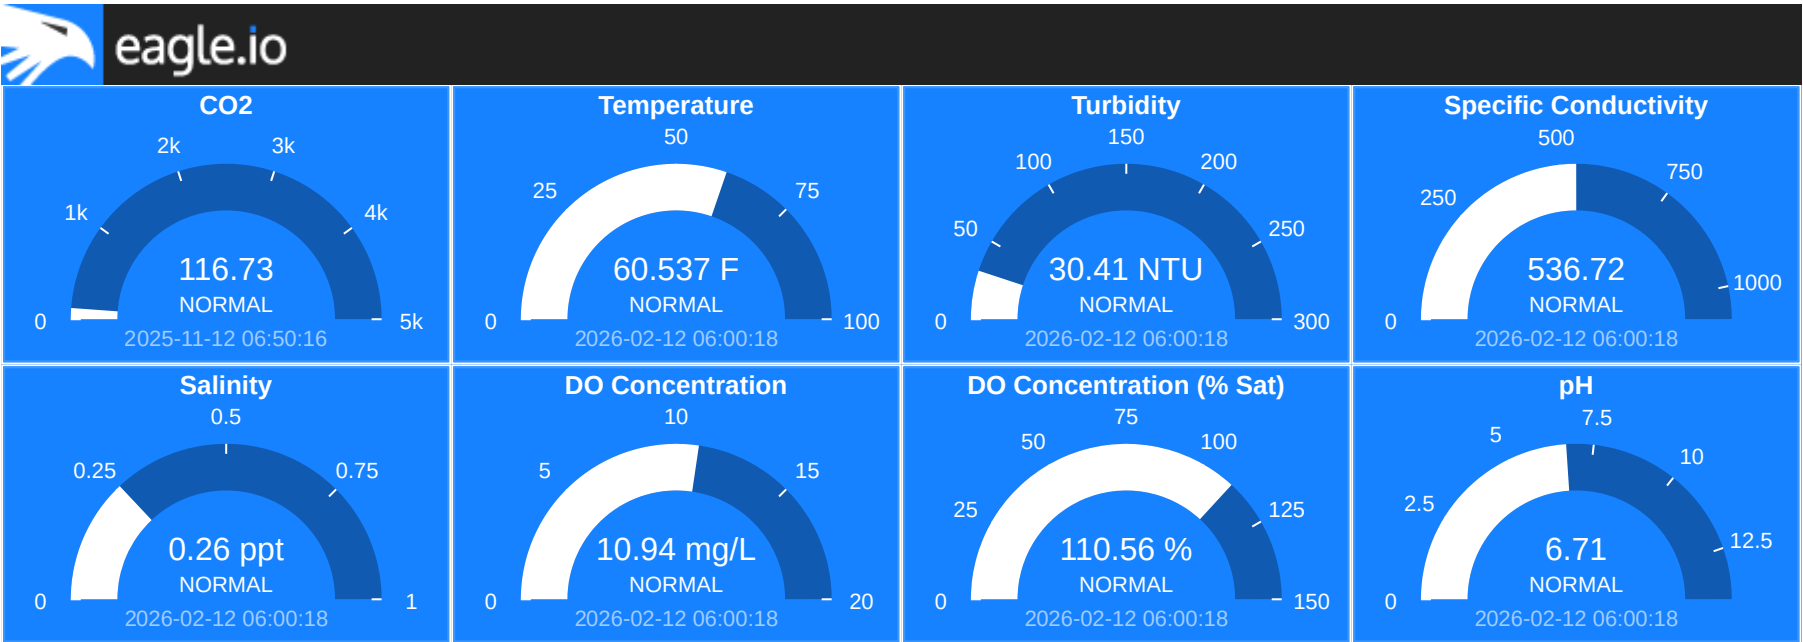 eagle.io
CO2
2k
3k
1k
4k
116.73
NORMAL
0
5k
2025-11-12 06:50:16
Temperature
50
25
75
60.537 F
NORMAL
0
100
2026-02-12 06:00:18
Turbidity
150
100
200
50
250
30.41 NTU
NORMAL
0
300
2026-02-12 06:00:18
Specific Conductivity
500
750
250
536.72
1000
NORMAL
0
2026-02-12 06:00:18
Salinity
0.5
0.25
0.75
0.26 ppt
NORMAL
0
1
2026-02-12 06:00:18
DO Concentration
10
5
15
10.94 mg/L
NORMAL
0
20
2026-02-12 06:00:18
DO Concentration (% Sat)
75
50
100
25
125
110.56 %
NORMAL
0
150
2026-02-12 06:00:18
pH
7.5
5
10
2.5
12.5
6.71
NORMAL
0
2026-02-12 06:00:18